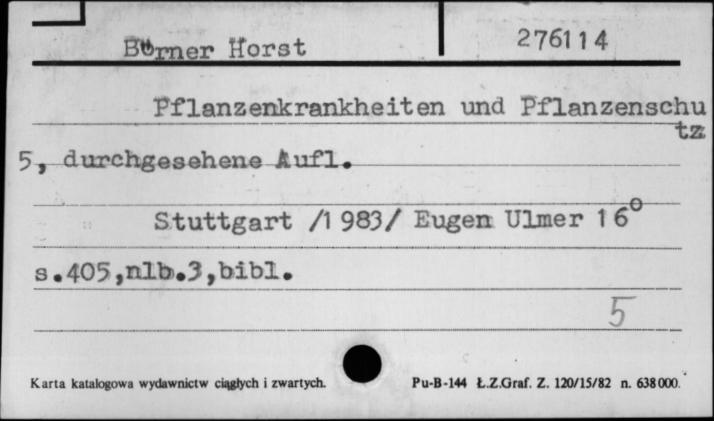 Börner Horst 276114
Pflanzenkrankheiten und Pflanzenschu
tz
5, durchgesehene Aufl.
Stuttgart /1983/ Eugen Ulmer 16°
s.405,nlb.3,bibl.
5
Karta katalogowa wydawnictw ciągłych i zwartych. Pu-B-144 Ł.Z.Graf. Z. 120/15/82 n. 638000.